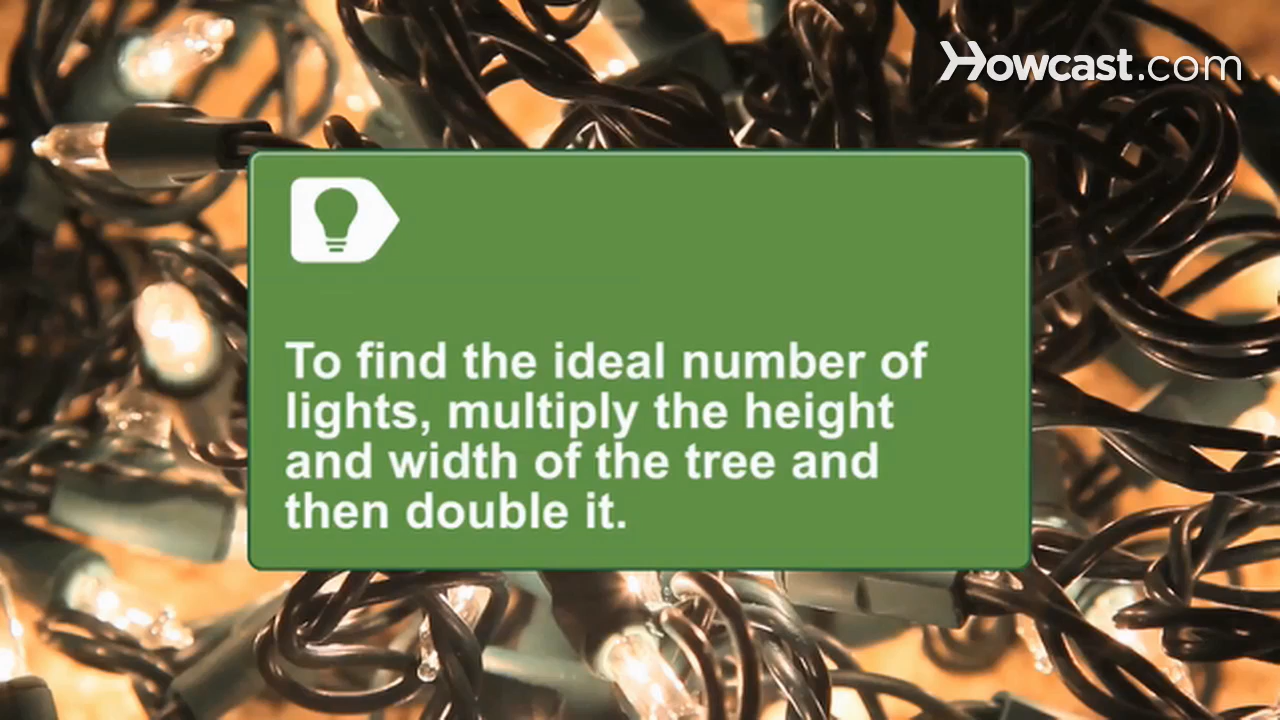 Howcast.com
To find the ideal number of
lights, multiply the height
and width of the tree and
then double it.